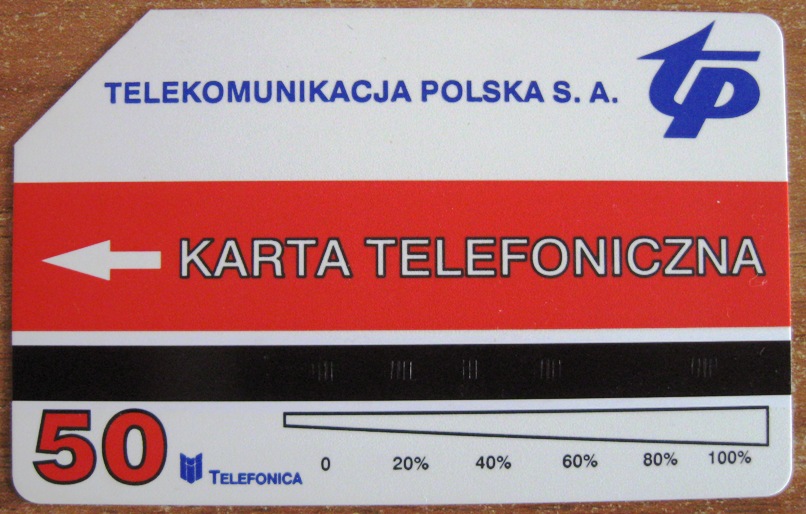 TELEKOMUNIKACJA POLSKA S. A.
tp
KARTA TELEFONICZNA
50
TELEFONICA
0 20% 40% 60% 80% 100%